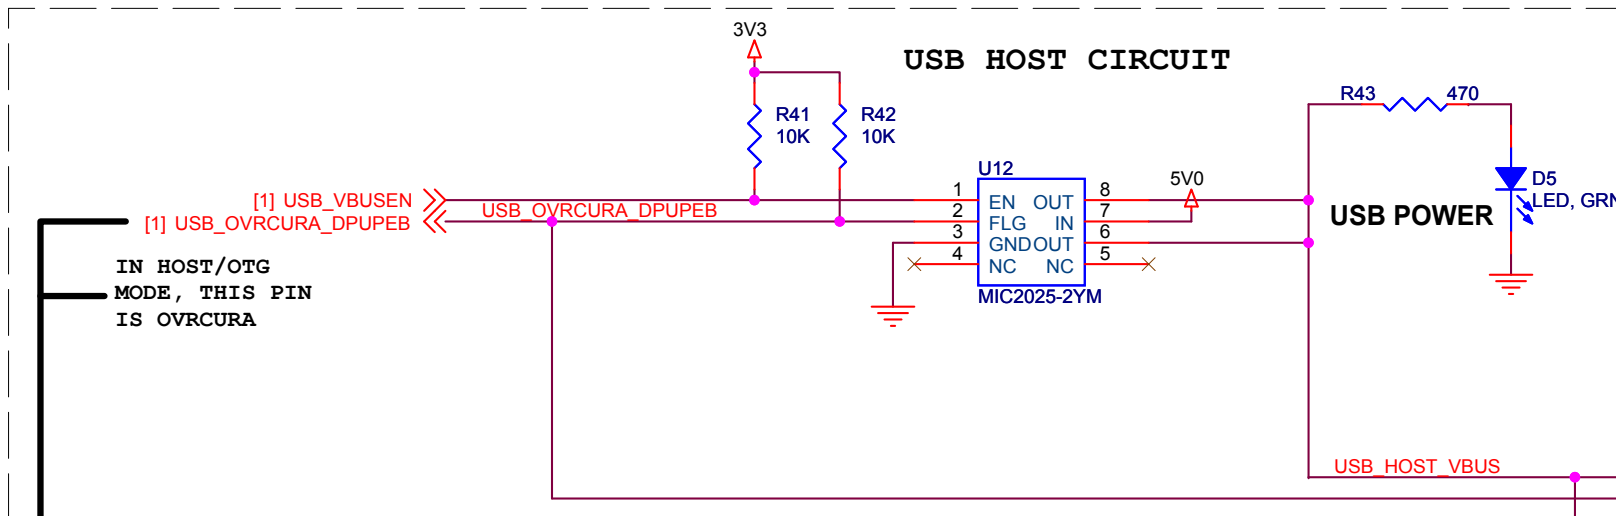 3V3
USB HOST CIRCUIT
R41
10K
R42
10K
R43 470
U12
5V0
D5
LED, GRN
USB POWER
[1] USB_VBUSEN
[1] USB_OVRCURA_DPUPEB
USB_OVRCURA_DPUPEB
1 EN OUT 8
2 FLG IN 7
3 GND OUT 6
4 NC NC 5
MIC2025-2YM
IN HOST/OTG
MODE, THIS PIN
IS OVRCURA
USB_HOST_VBUS